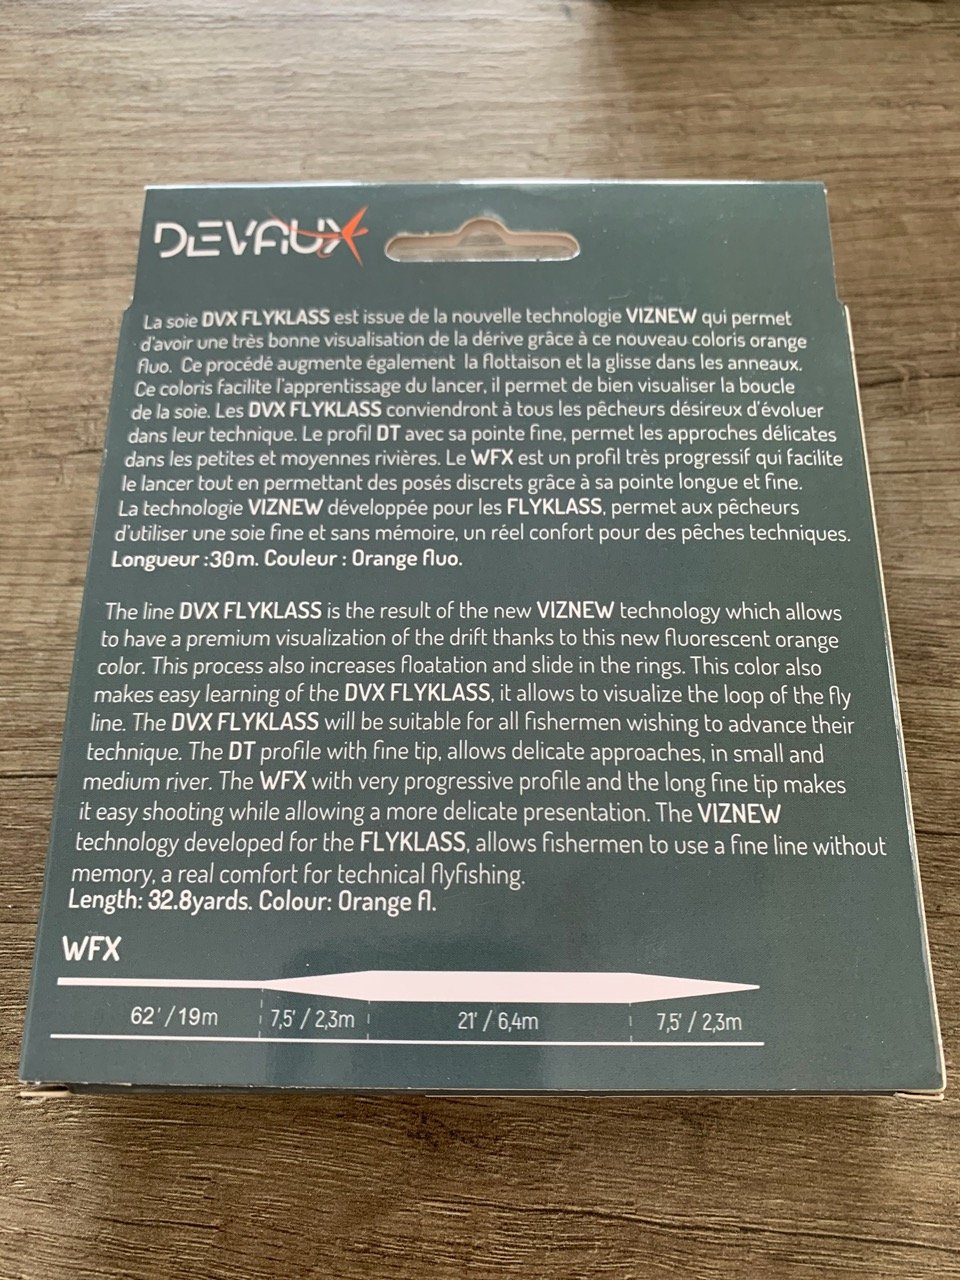 DEVAUX
La soie DVX FLYKLASS est issue de la nouvelle technologie VIZNEW qui permet
d'avoir une très bonne visualisation de la dérive grâce à ce nouveau coloris orange
fluo. Ce procédé augmente également la flottaison et la glisse dans les anneaux.
Ce coloris facilite l'apprentissage du lancer, il permet de bien visualiser la boucle
de la soie. Les DVX FLYKLASS conviendront à tous les pêcheurs désireux d'évoluer
dans leur technique. Le profil DT avec sa pointe fine, permet les approches délicates
dans les petites et moyennes rivières. Le WFX est un profil très progressif qui facilite
le lancer tout en permettant des posés discrets grâce à sa pointe longue et fine.
La technologie VIZNEW développée pour les FLYKLASS, permet aux pêcheurs
d'utiliser une soie fine et sans mémoire, un réel confort pour des pêches techniques.
Longueur :30m. Couleur : Orange fluo.
The line DVX FLYKLASS is the result of the new VIZNEW technology which allows
to have a premium visualization of the drift thanks to this new fluorescent orange
color. This process also increases floatation and slide in the rings. This color also
makes easy learning of the DVX FLYKLASS, it allows to visualize the loop of the fly
line. The DVX FLYKLASS will be suitable for all fishermen wishing to advance their
technique. The DT profile with fine tip, allows delicate approaches, in small and
medium river. The WFX with very progressive profile and the long fine tip makes
it easy shooting while allowing a more delicate presentation. The VIZNEW
technology developed for the FLYKLASS, allows fishermen to use a fine line without
memory, a real comfort for technical flyfishing.
Length: 32.8yards. Colour: Orange fl.
WFX
62' / 19m 7,5' / 2,3m 21' / 6,4m 7,5' / 2,3m